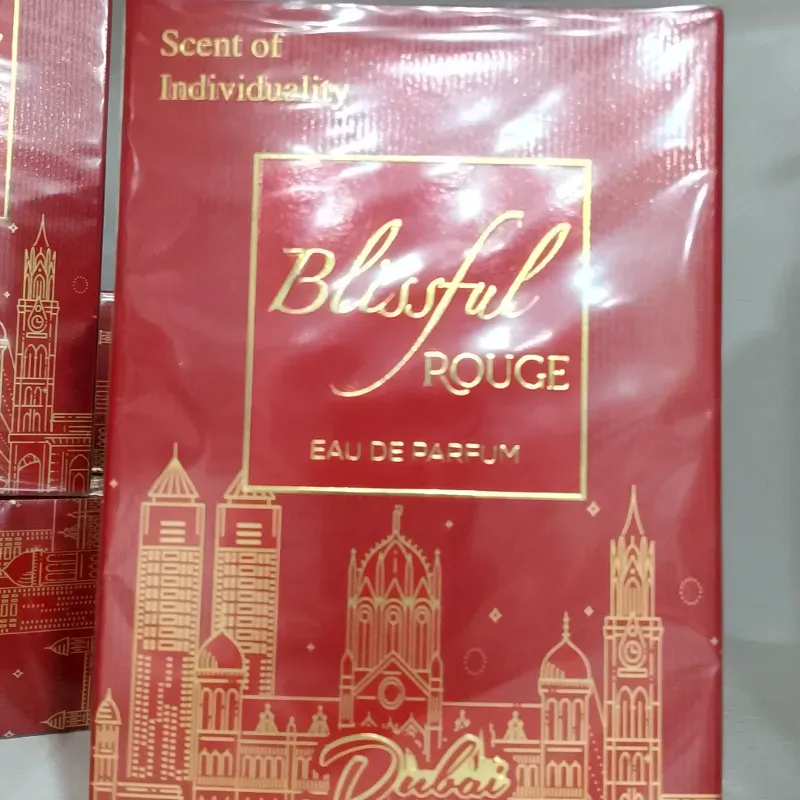 Scent of
Individuality
Blissful
ROUGE
EAU DE PARFUM
Dubai